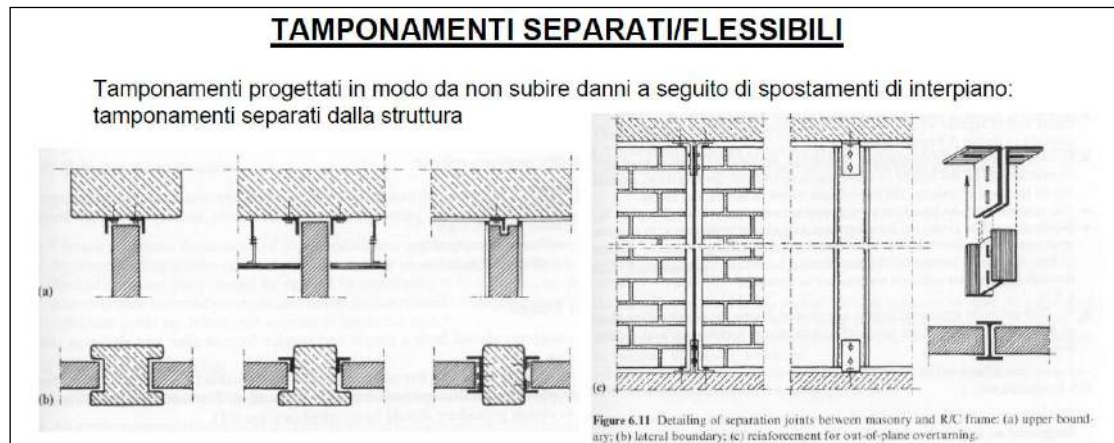 TAMPONAMENTI SEPARATI/FLESSIBILI
Tamponamenti progettati in modo da non subire danni a seguito di spostamenti di interpiano:
tamponamenti separati dalla struttura
(a)
(b)
(c)
Figure 6.11 Detailing of separation joints between masonry and R/C frame: (a) upper bound-
ary; (b) lateral boundary; (c) reinforcement for out-of-plane overturning.